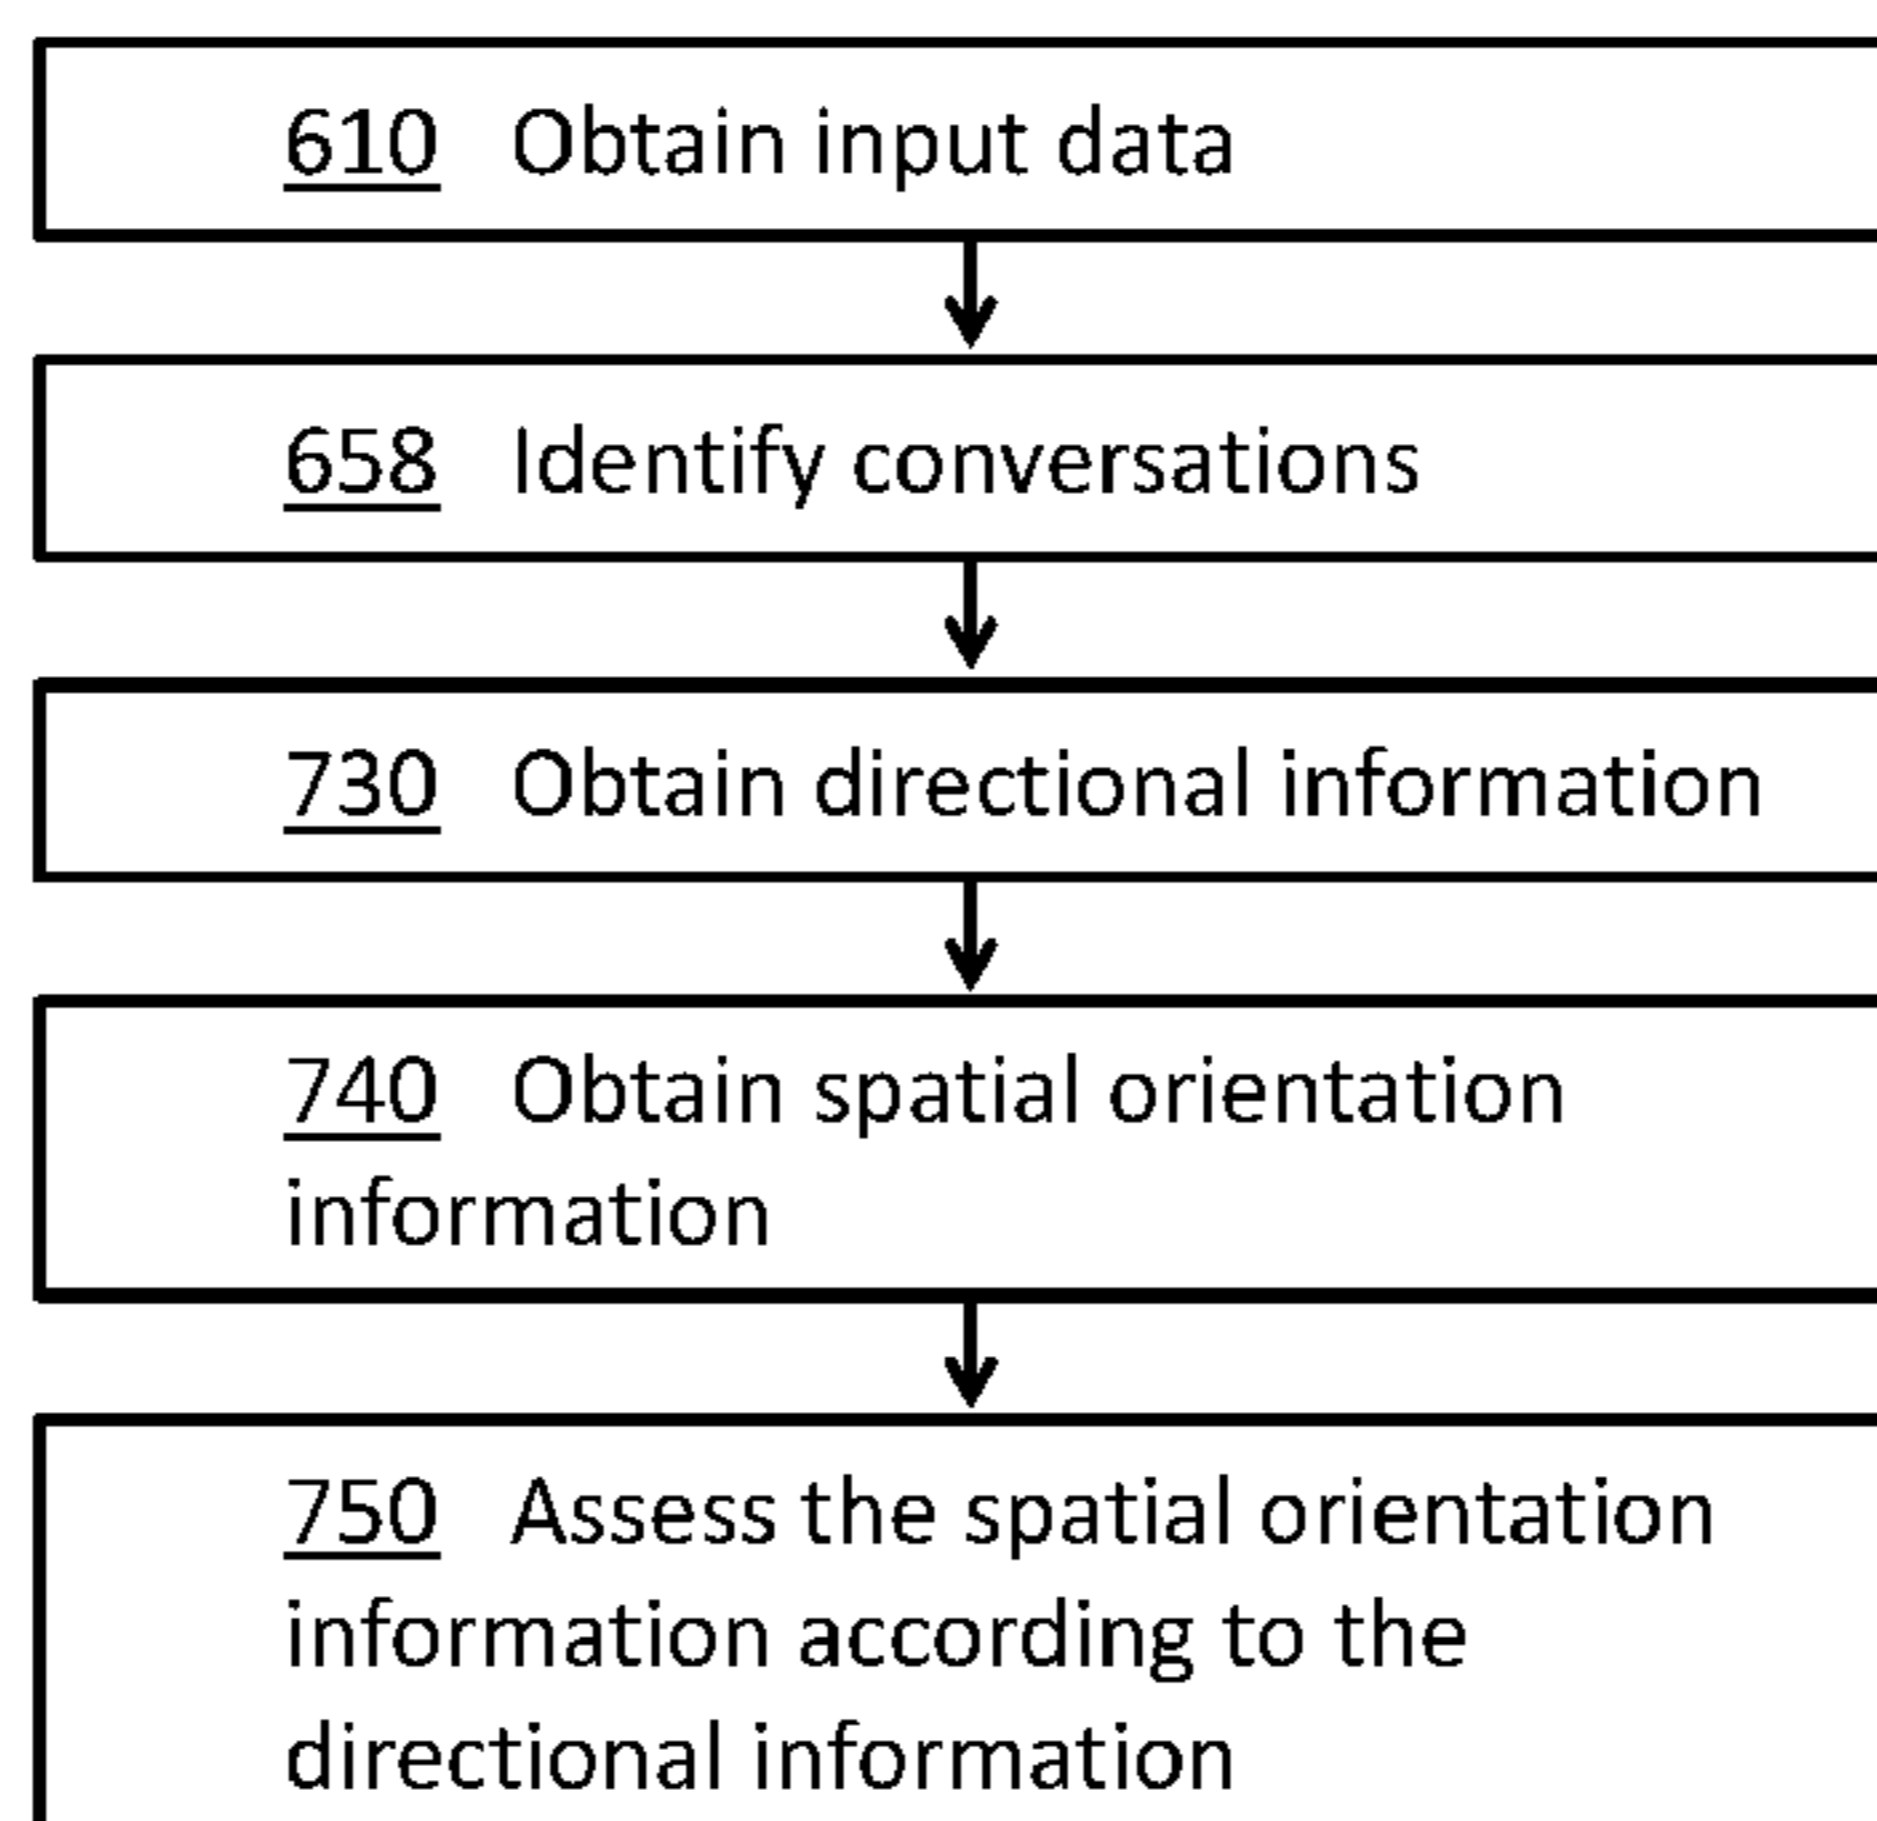 610 Obtain input data
658 Identify conversations
730 Obtain directional information
740 Obtain spatial orientation
information
750 Assess the spatial orientation
information according to the
directional information